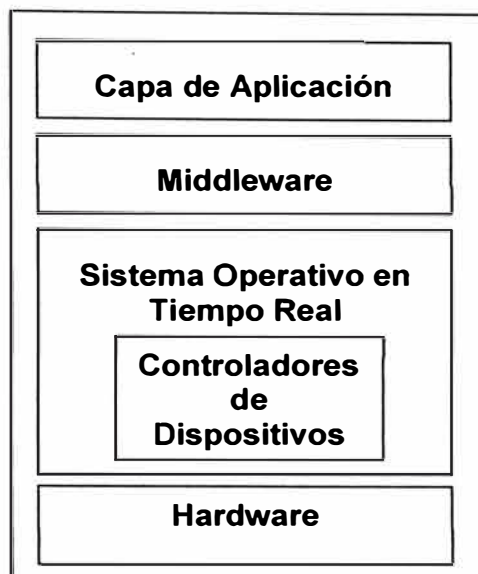 Capa de Aplicación
Middleware
Sistema Operativo en
Tiempo Real
Controladores
de
Dispositivos
Hardware